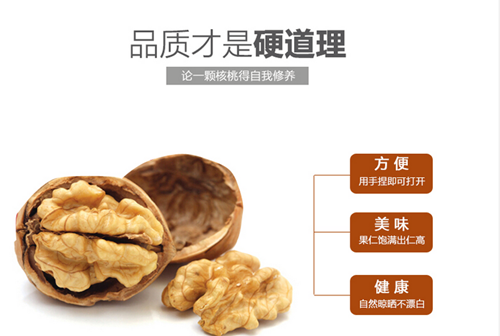 品质才是硬道理
论一颗核桃得自我修养
方便
用手捏即可打开
美味
果仁饱满出仁高
健康
自然晾晒不漂白